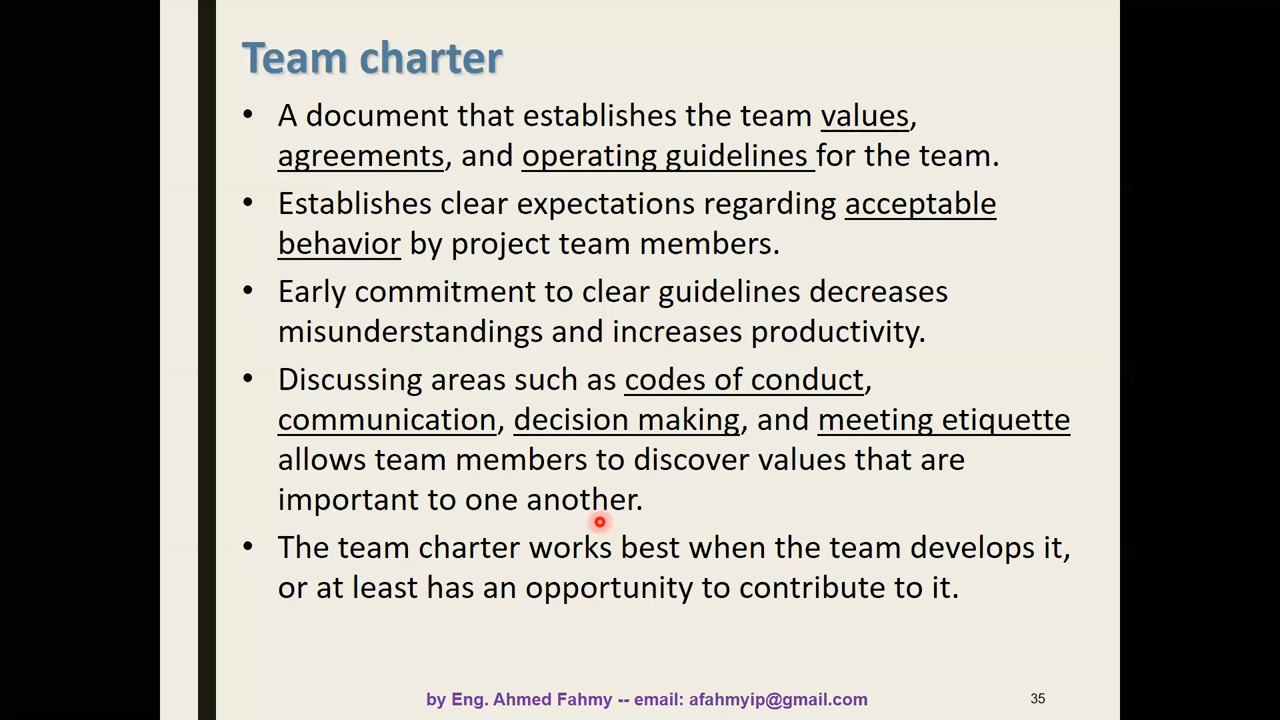 Team charter
• A document that establishes the team values,
agreements, and operating guidelines for the team.
• Establishes clear expectations regarding acceptable
behavior by project team members.
• Early commitment to clear guidelines decreases
misunderstandings and increases productivity.
• Discussing areas such as codes of conduct,
communication, decision making, and meeting etiquette
allows team members to discover values that are
important to one another.
• The team charter works best when the team develops it,
or at least has an opportunity to contribute to it.
by Eng. Ahmed Fahmy -- email: afahmyip@gmail.com
35